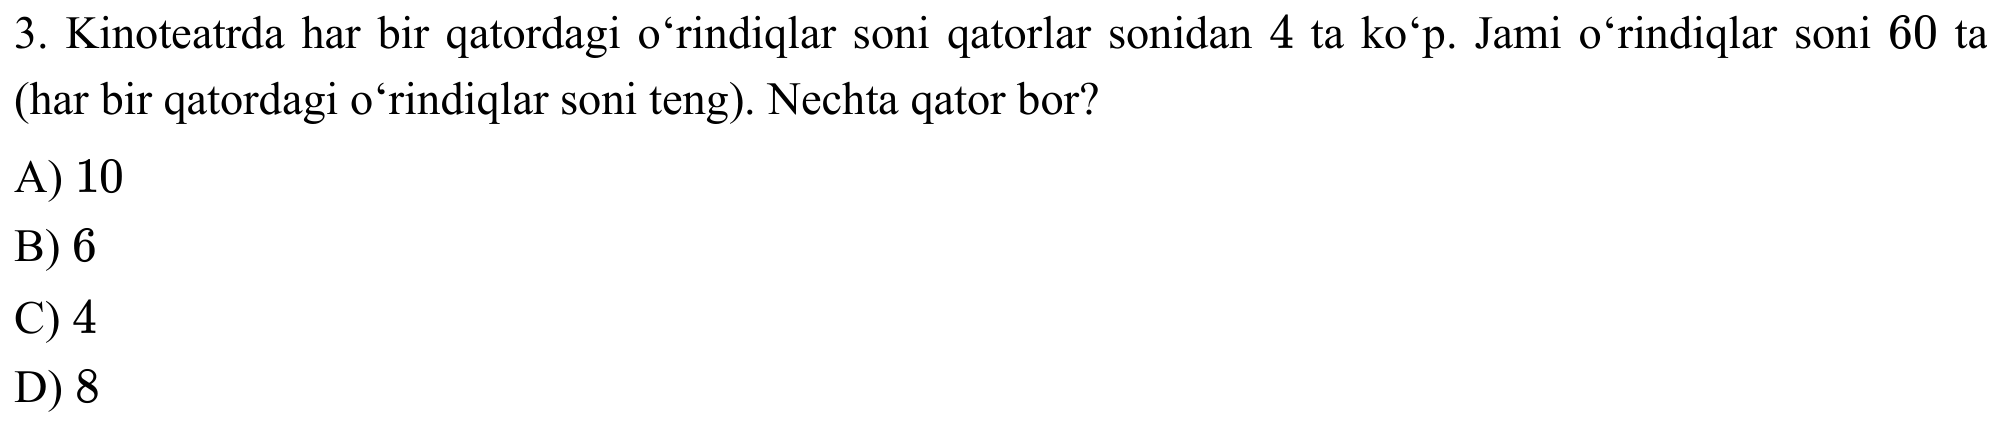 3. Kinoteatrda har bir qatordagi o‘rindiqlar soni qatorlar sonidan 4 ta ko‘p. Jami o‘rindiqlar soni 60 ta
(har bir qatordagi o‘rindiqlar soni teng). Nechta qator bor?
A) 10
B) 6
C) 4
D) 8